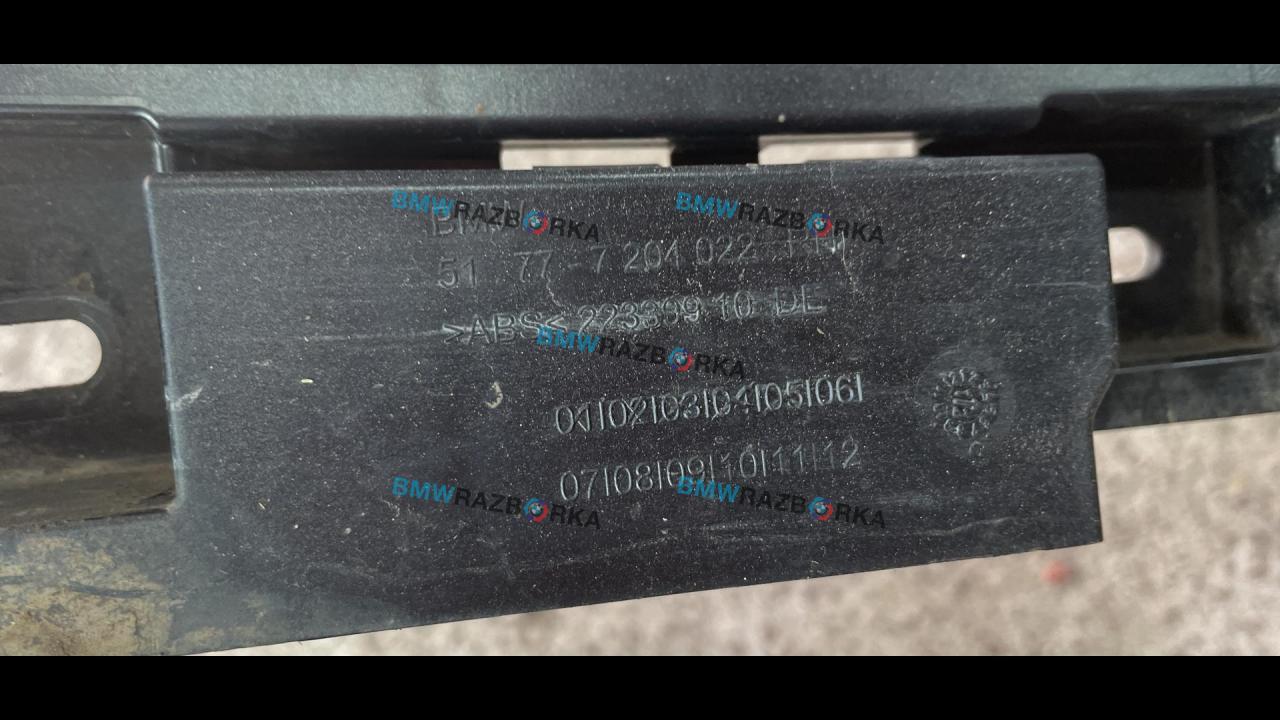 BMWRAZBORKA BMWRAZBORKA
BMW
51 77 - 7 204 022
>ABS< 223399 10 DE
BMWRAZBORKA
01|02|03|04|05|06|
07|08|09|10|11|12
BMWRAZBORKA BMWRAZBORKA